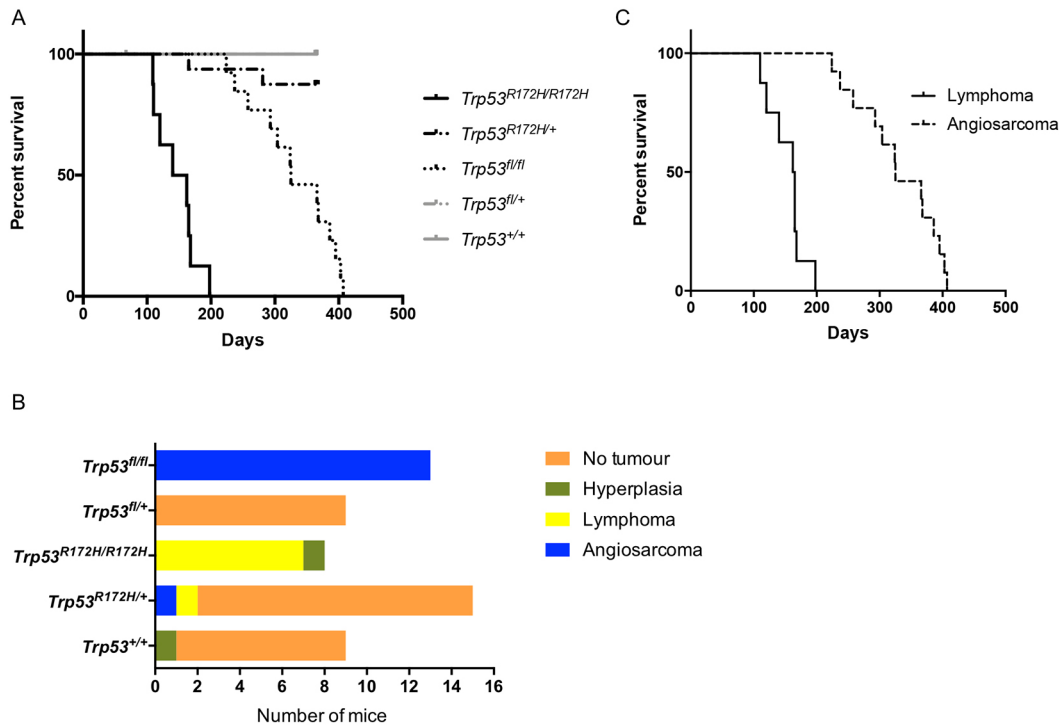 A
Percent survival
100
50
0
0 100 200 300 400 500
Days
Trp53R172H/R172H
Trp53R172H/+
Trp53fl/fl
Trp53fl/+
Trp53+/+
C
Percent survival
100
50
0
0 100 200 300 400 500
Days
Lymphoma
Angiosarcoma
B
Trp53fl/fl
Trp53fl/+
Trp53R172H/R172H
Trp53R172H/+
Trp53+/+
0 2 4 6 8 10 12 14 16
Number of mice
No tumour
Hyperplasia
Lymphoma
Angiosarcoma